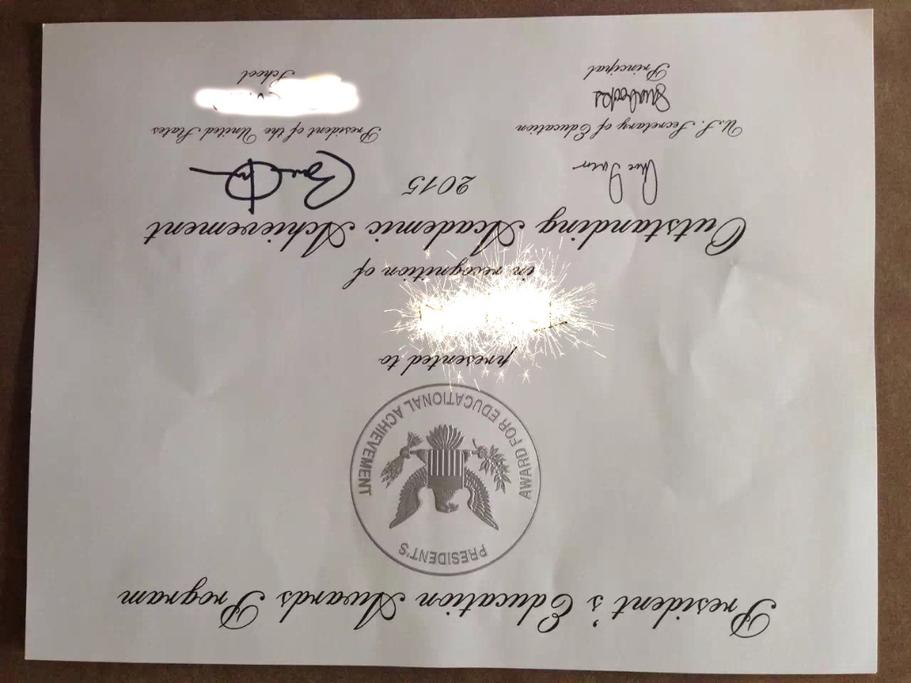 President's Education Awards Program
PRESIDENT'S
AWARD FOR EDUCATIONAL ACHIEVEMENT
presented to
in recognition of
Outstanding Academic Achievement
2015
U.S. Secretary of Education
President of the United States
Principal
School